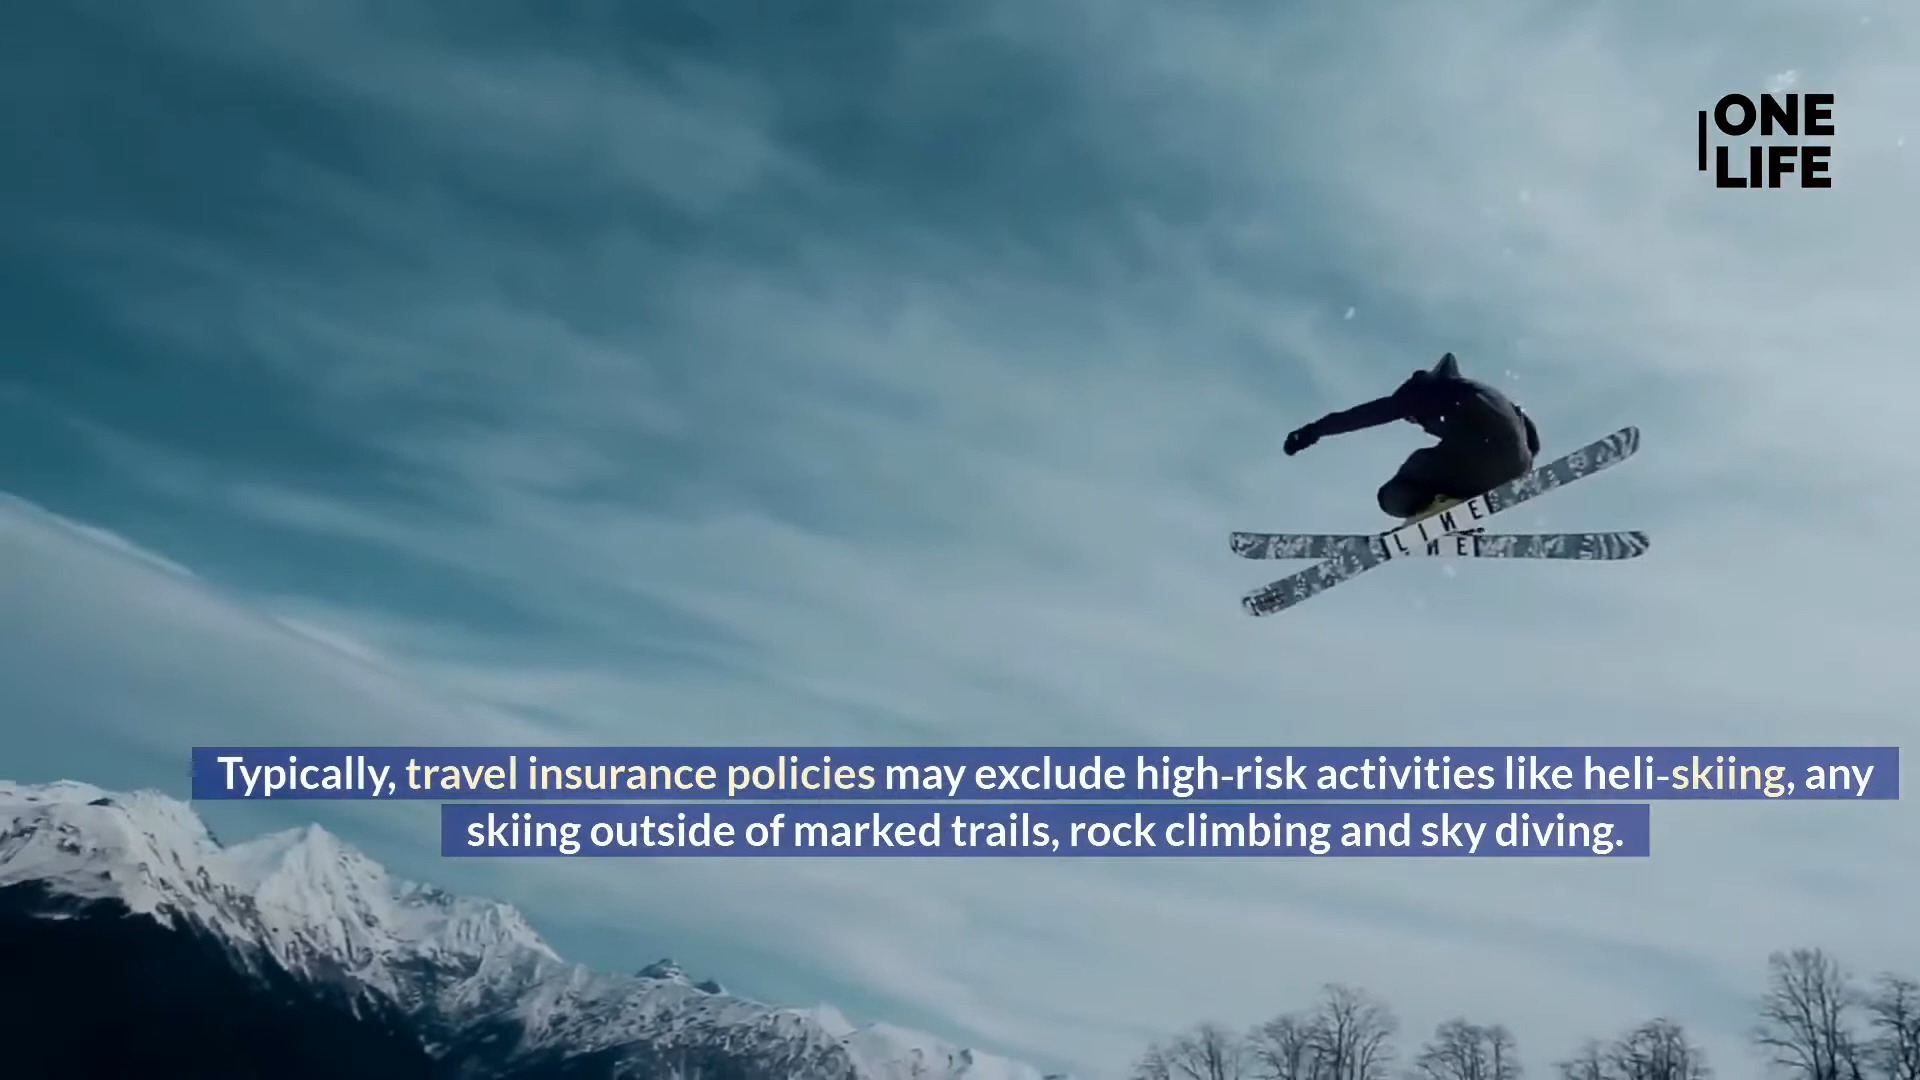 ONE
LIFE
LINE
L NE
Typically, travel insurance policies may exclude high-risk activities like heli-skiing, any
skiing outside of marked trails, rock climbing and sky diving.